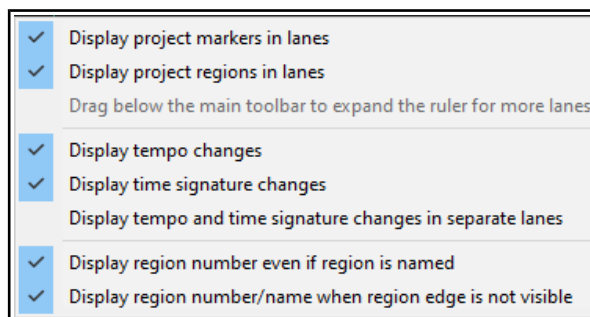 Display project markers in lanes
Display project regions in lanes
Drag below the main toolbar to expand the ruler for more lanes
Display tempo changes
Display time signature changes
Display tempo and time signature changes in separate lanes
Display region number even if region is named
Display region number/name when region edge is not visible